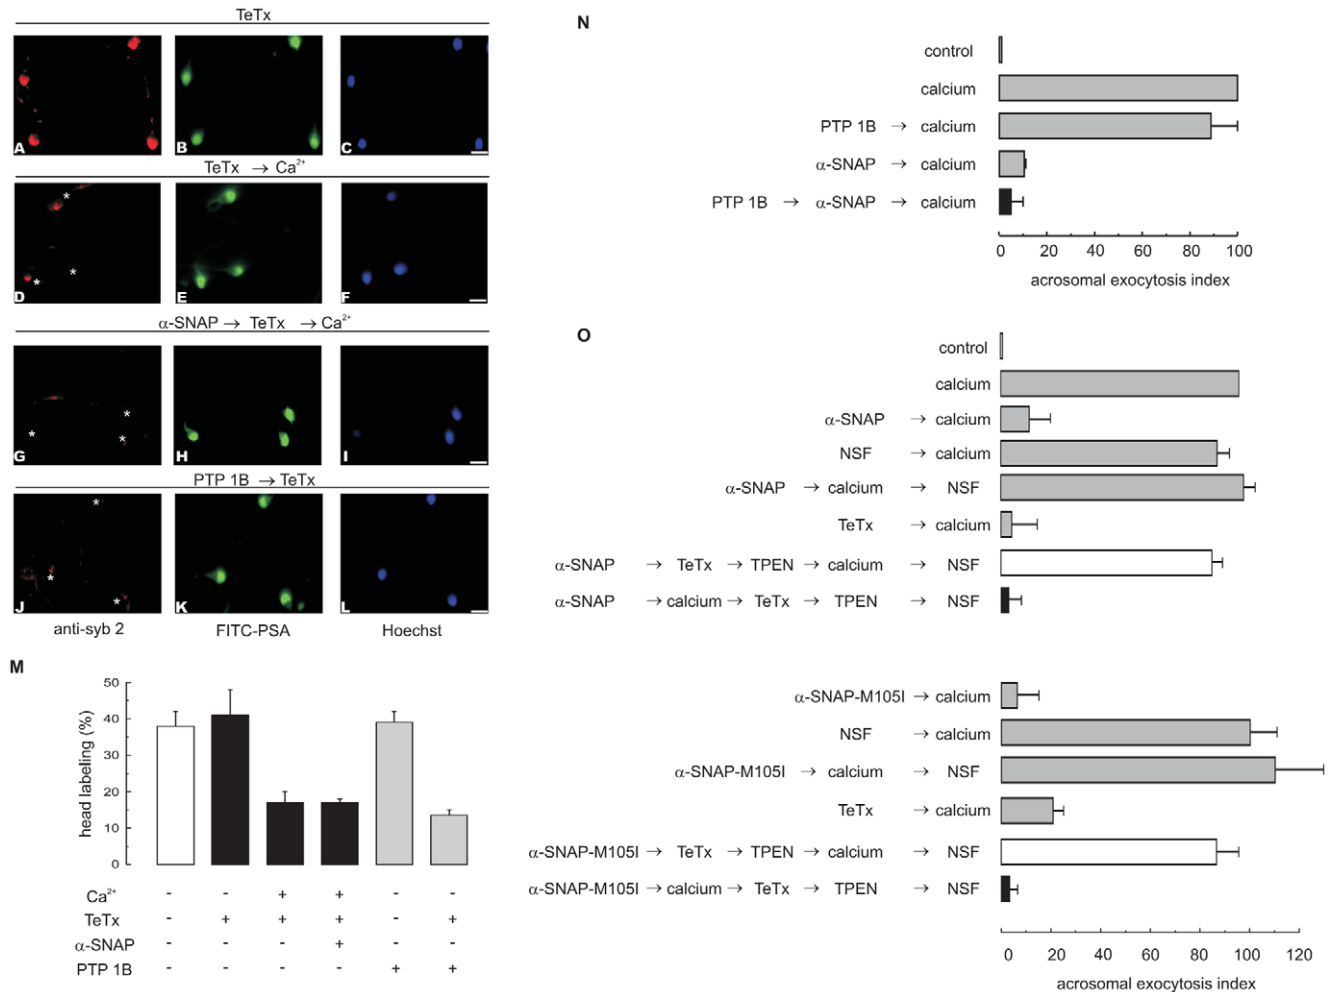 TeTx
A B C
TeTx → Ca²⁺
D * * * E F
α-SNAP → TeTx → Ca²⁺
G * * * H I
PTP 1B → TeTx
J * * * K L
anti-syb 2 FITC-PSA Hoechst
M
head labeling (%)
50
40
30
20
10
0
Ca²⁺ - - + + - -
TeTx - + + + - +
α-SNAP - - - + - -
PTP 1B - - - - + +
N
control
calcium
PTP 1B → calcium
α-SNAP → calcium
PTP 1B → α-SNAP → calcium
0 20 40 60 80 100
acrosomal exocytosis index
O
control
calcium
α-SNAP → calcium
NSF → calcium
α-SNAP → calcium → NSF
TeTx → calcium
α-SNAP → TeTx → TPEN → calcium → NSF
α-SNAP → calcium → TeTx → TPEN → NSF
α-SNAP-M105I → calcium
NSF → calcium
α-SNAP-M105I → calcium → NSF
TeTx → calcium
α-SNAP-M105I → TeTx → TPEN → calcium → NSF
α-SNAP-M105I → calcium → TeTx → TPEN → NSF
0 20 40 60 80 100 120
acrosomal exocytosis index